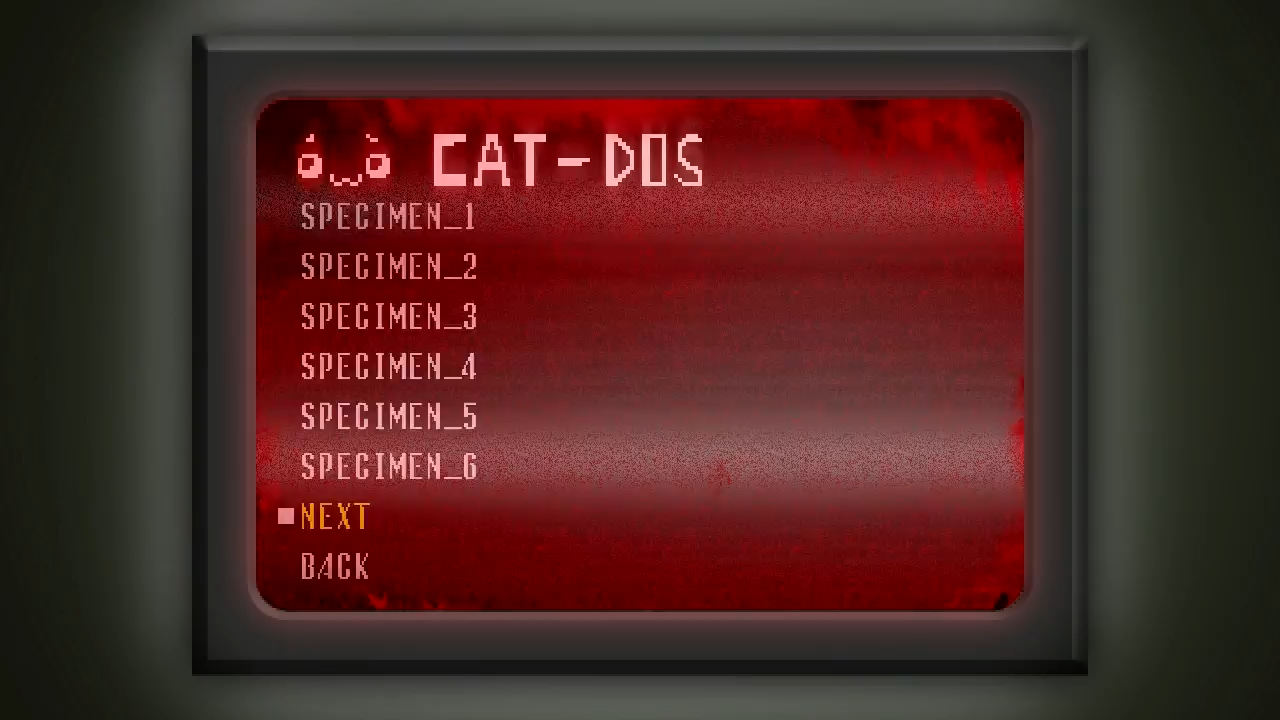 CAT-DOS
SPECIMEN_1
SPECIMEN_2
SPECIMEN_3
SPECIMEN_4
SPECIMEN_5
SPECIMEN_6
NEXT
BACK